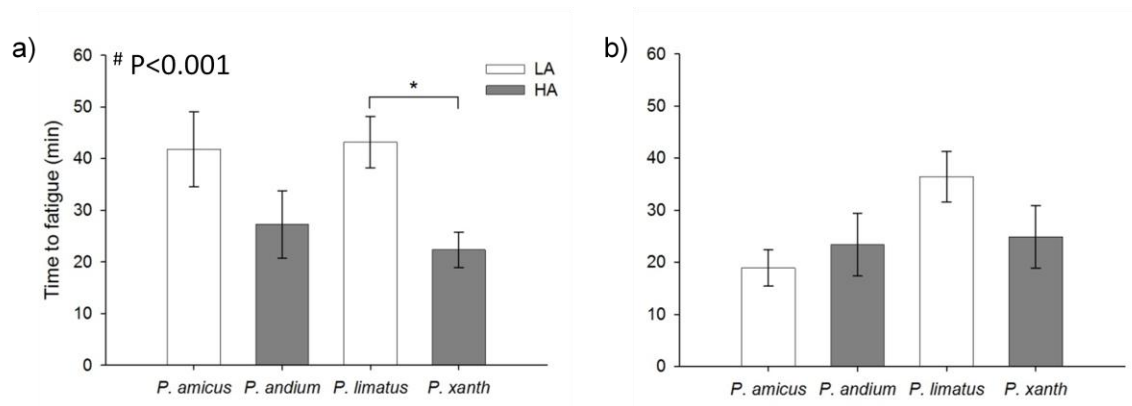 a)
# P<0.001
LA
HA
*
Time to fatigue (min)
60
50
40
30
20
10
0
P. amicus P. andium P. limatus P. xanth
b)
60
50
40
30
20
10
0
P. amicus P. andium P. limatus P. xanth